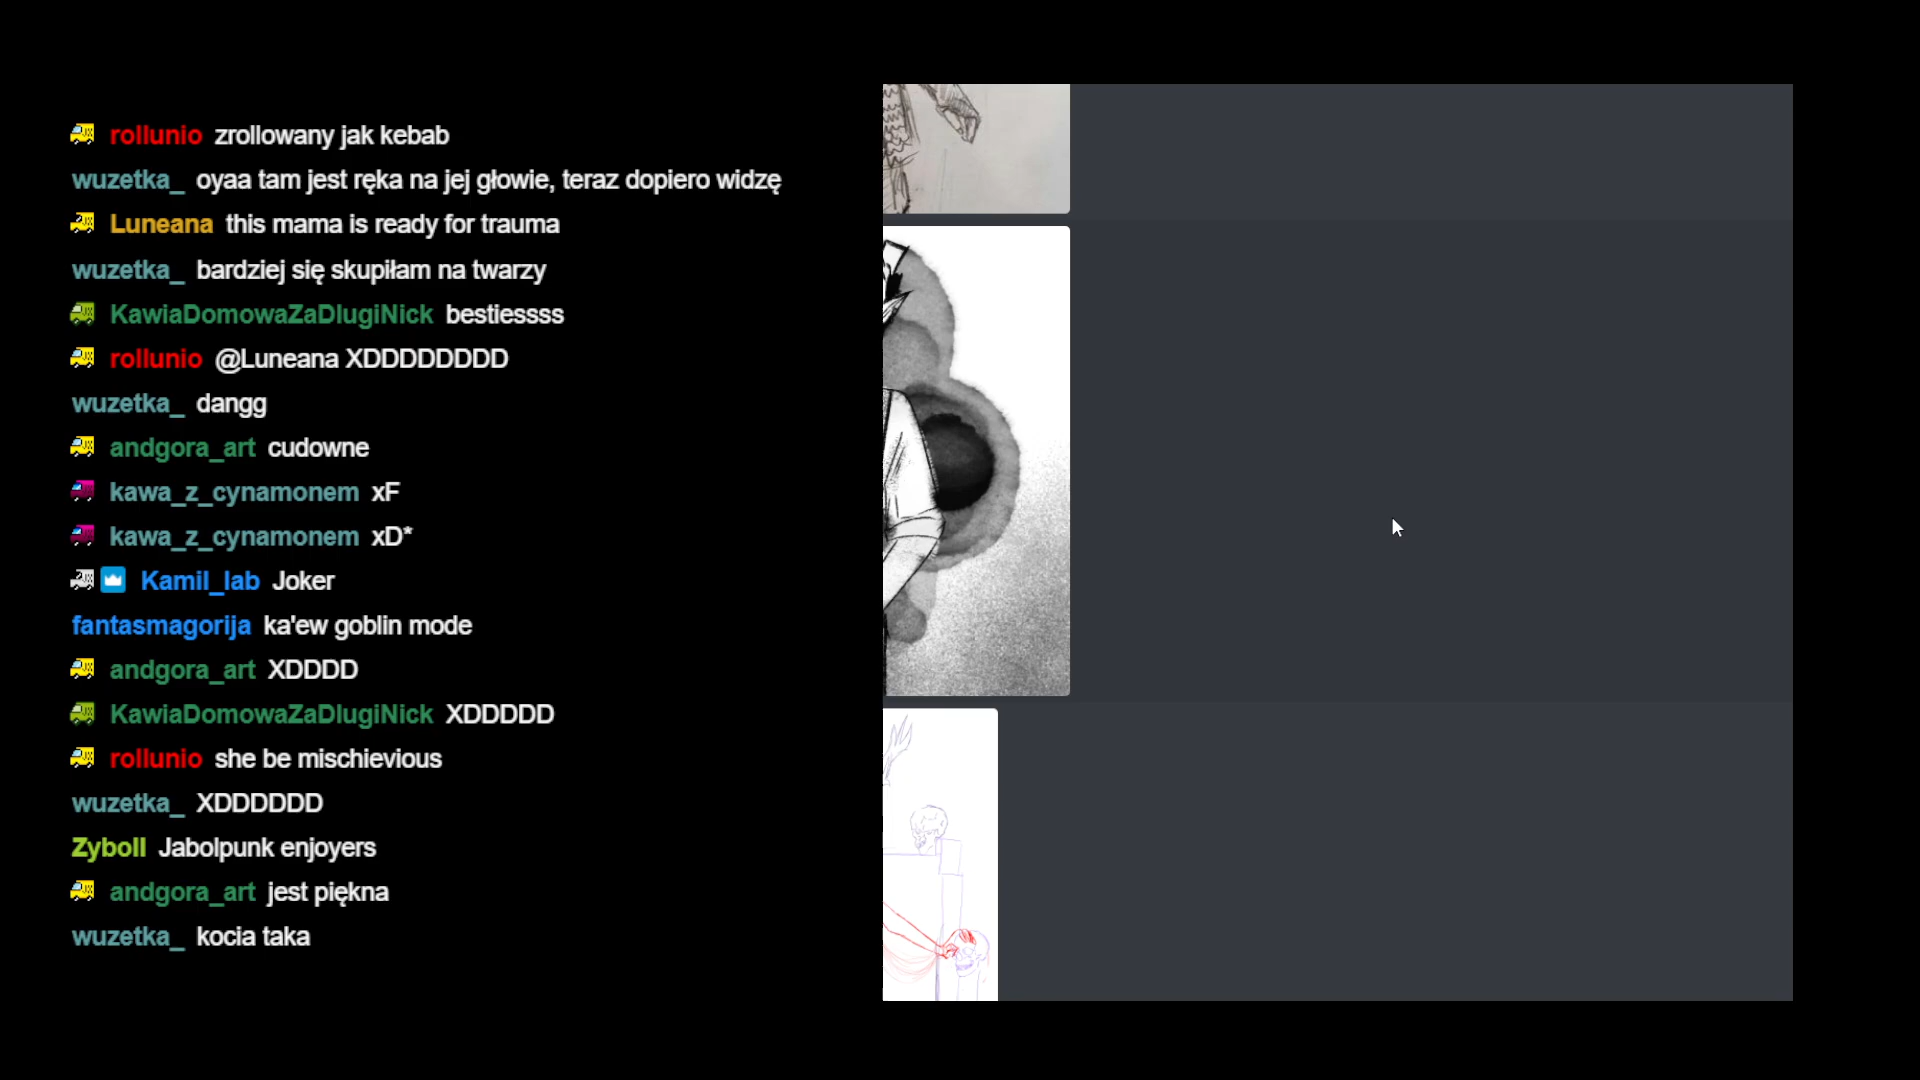 rollunio zrollowany jak kebab
wuzetka_ oyaa tam jest ręka na jej głowie, teraz dopiero widzę
Luneana this mama is ready for trauma
wuzetka_ bardziej się skupiłam na twarzy
KawiaDomowaZaDlugiNick bestiessss
rollunio @Luneana XDDDDDDDD
wuzetka_ dangg
andgora_art cudowne
kawa_z_cynamonem xF
kawa_z_cynamonem xD*
Kamil_lab Joker
fantasmagorija ka'ew goblin mode
andgora_art XDDDD
KawiaDomowaZaDlugiNick XDDDDD
rollunio she be mischievious
wuzetka_ XDDDDDD
Zyboll Jabolpunk enjoyers
andgora_art jest piękna
wuzetka_ kocia taka